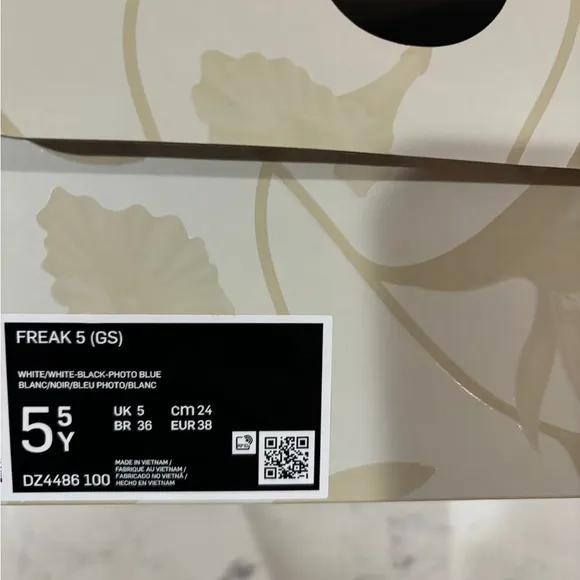 FREAK 5 (GS)
WHITE/WHITE-BLACK-PHOTO BLUE
BLANC/NOIR/BLEU PHOTO/BLANC
5 5Y
UK 5 cm 24
BR 36 EUR 38
MADE IN VIETNAM /
FABRIQUÉ AU VIETNAM /
FABRICADO NO VIETNÃ /
HECHO EN VIETNAM
DZ4486 100